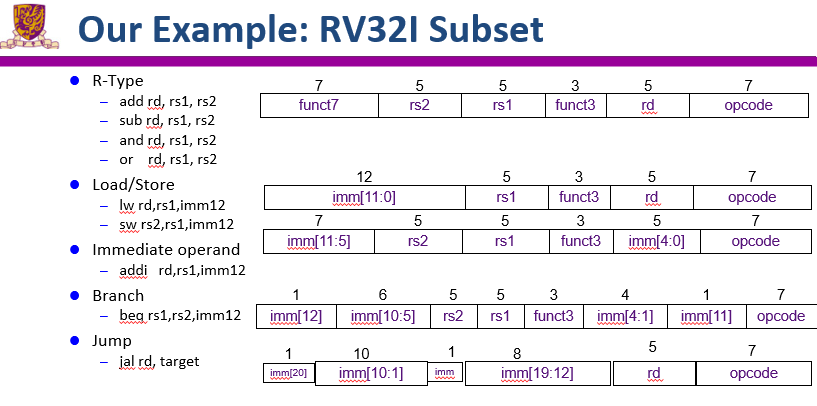 Our Example: RV32I Subset
R-Type
7 5 5 3 5 7
– add rd, rs1, rs2
funct7 rs2 rs1 funct3 rd opcode
– sub rd, rs1, rs2
– and rd, rs1, rs2
– or rd, rs1, rs2
Load/Store
12 5 3 5 7
imm[11:0] rs1 funct3 rd opcode
– lw rd,rs1,imm12
– sw rs2,rs1,imm12
7 5 5 3 5 7
imm[11:5] rs2 rs1 funct3 imm[4:0] opcode
Immediate operand
– addi rd,rs1,imm12
Branch
1 6 5 5 3 4 1 7
– beq rs1,rs2,imm12
imm[12] imm[10:5] rs2 rs1 funct3 imm[4:1] imm[11] opcode
Jump
1 10 1 8 5 7
– jal rd, target
imm[20] imm[10:1] imm imm[19:12] rd opcode